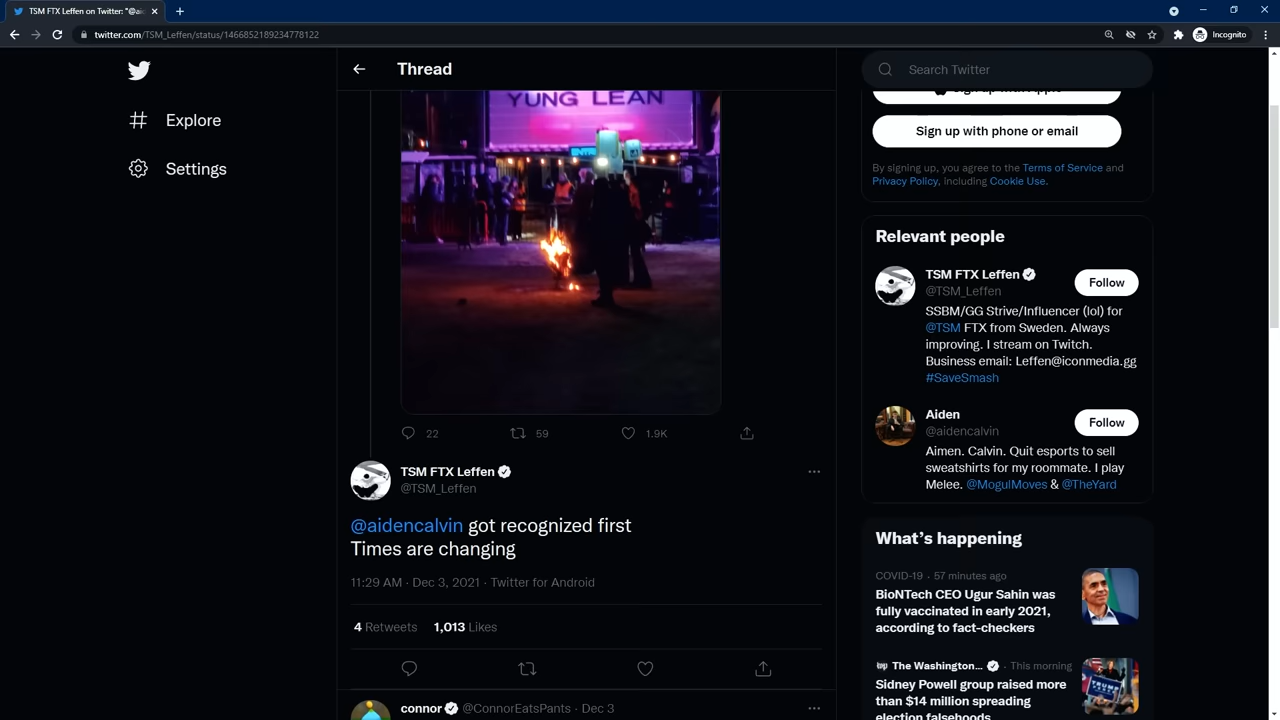 TSM FTX Leffen on Twitter: "@aid
twitter.com/TSM_Leffen/status/1466852189234778122
Incognito
Explore
Settings
Thread
YUNG LEAN
22
59
1.9K
TSM FTX Leffen
@TSM_Leffen
@aidencalvin got recognized first
Times are changing
11:29 AM · Dec 3, 2021 · Twitter for Android
4 Retweets 1,013 Likes
connor @ConnorEatsPants · Dec 3
Search Twitter
Sign up with Apple
Sign up with phone or email
By signing up, you agree to the Terms of Service and
Privacy Policy, including Cookie Use.
Relevant people
TSM FTX Leffen
@TSM_Leffen
Follow
SSBM/GG Strive/Influencer (lol) for
@TSM FTX from Sweden. Always
improving. I stream on Twitch.
Business email: Leffen@iconmedia.gg
#SaveSmash
Aiden
@aidencalvin
Follow
Aimen. Calvin. Quit esports to sell
sweatshirts for my roommate. I play
Melee. @MogulMoves & @TheYard
What's happening
COVID-19 · 57 minutes ago
BioNTech CEO Ugur Sahin was
fully vaccinated in early 2021,
according to fact-checkers
The Washington... · This morning
Sidney Powell group raised more
than $14 million spreading
election falsehoods